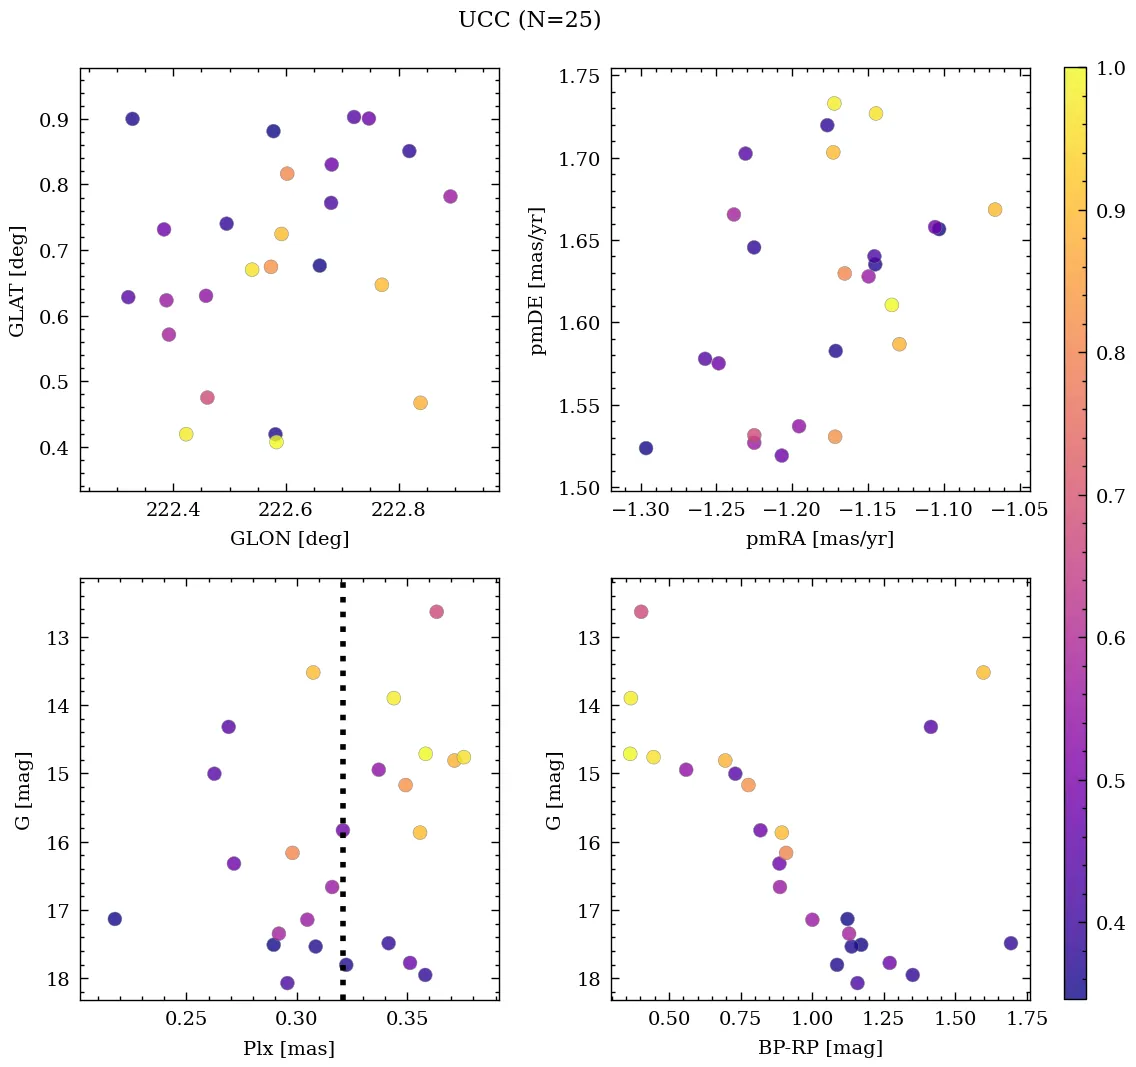 UCC (N=25)
0.9
0.8
0.7
0.6
0.5
0.4
GLAT [deg]
222.4 222.6 222.8
GLON [deg]
1.75
1.70
1.65
1.60
1.55
1.50
pmDE [mas/yr]
−1.30 −1.25 −1.20 −1.15 −1.10 −1.05
pmRA [mas/yr]
13
14
15
16
17
18
G [mag]
0.25 0.30 0.35
Plx [mas]
13
14
15
16
17
18
G [mag]
0.50 0.75 1.00 1.25 1.50 1.75
BP-RP [mag]
1.0
0.9
0.8
0.7
0.6
0.5
0.4